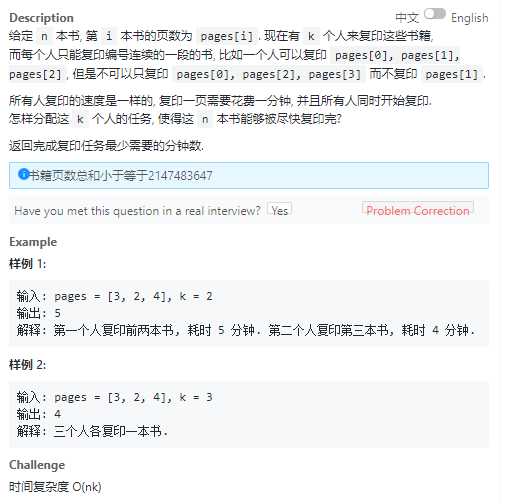 Description
中文 English
给定 n 本书, 第 i 本书的页数为 pages[i]. 现在有 k 个人来复印这些书籍,
而每个人只能复印编号连续的一段的书, 比如一个人可以复印 pages[0], pages[1],
pages[2], 但是不可以只复印 pages[0], pages[2], pages[3] 而不复印 pages[1].
所有人复印的速度是一样的, 复印一页需要花费一分钟, 并且所有人同时开始复印.
怎样分配这 k 个人的任务, 使得这 n 本书能够被尽快复印完?
返回完成复印任务最少需要的分钟数.
书籍页数总和小于等于2147483647
Have you met this question in a real interview? Yes Problem Correction
Example
样例 1:
输入: pages = [3, 2, 4], k = 2
输出: 5
解释: 第一个人复印前两本书, 耗时 5 分钟. 第二个人复印第三本书, 耗时 4 分钟.
样例 2:
输入: pages = [3, 2, 4], k = 3
输出: 4
解释: 三个人各复印一本书.
Challenge
时间复杂度 O(nk)